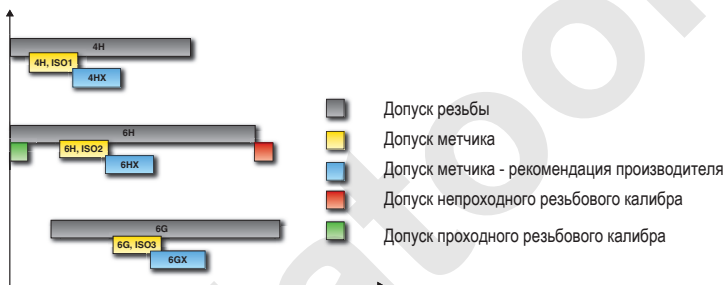 4H
4H, ISO1
4HX
6H
6H, ISO2
6HX
6G
6G, ISO3
6GX
Допуск резьбы
Допуск метчика
Допуск метчика - рекомендация производителя
Допуск непроходного резьбового калибра
Допуск проходного резьбового калибра